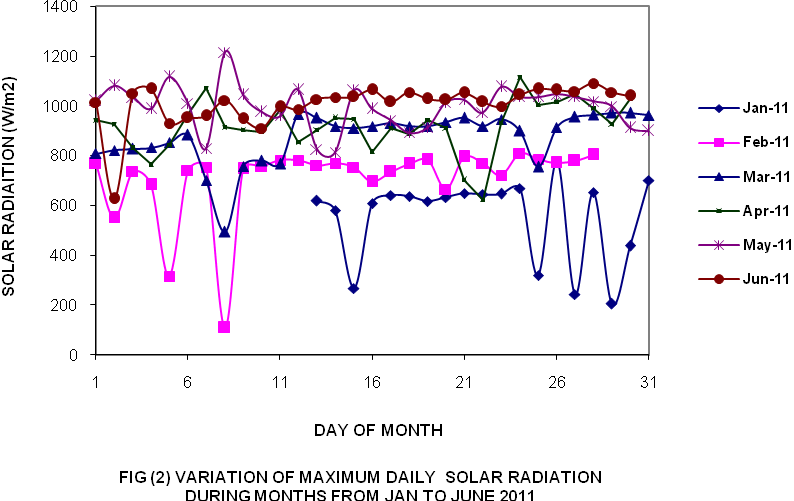 1400
1200
1000
800
600
400
200
0
SOLAR RADIAITION (W/m2)
1 6 11 16 21 26 31
DAY OF MONTH
Jan-11
Feb-11
Mar-11
Apr-11
May-11
Jun-11
FIG (2) VARIATION OF MAXIMUM DAILY SOLAR RADIATION
DURING MONTHS FROM JAN TO JUNE 2011